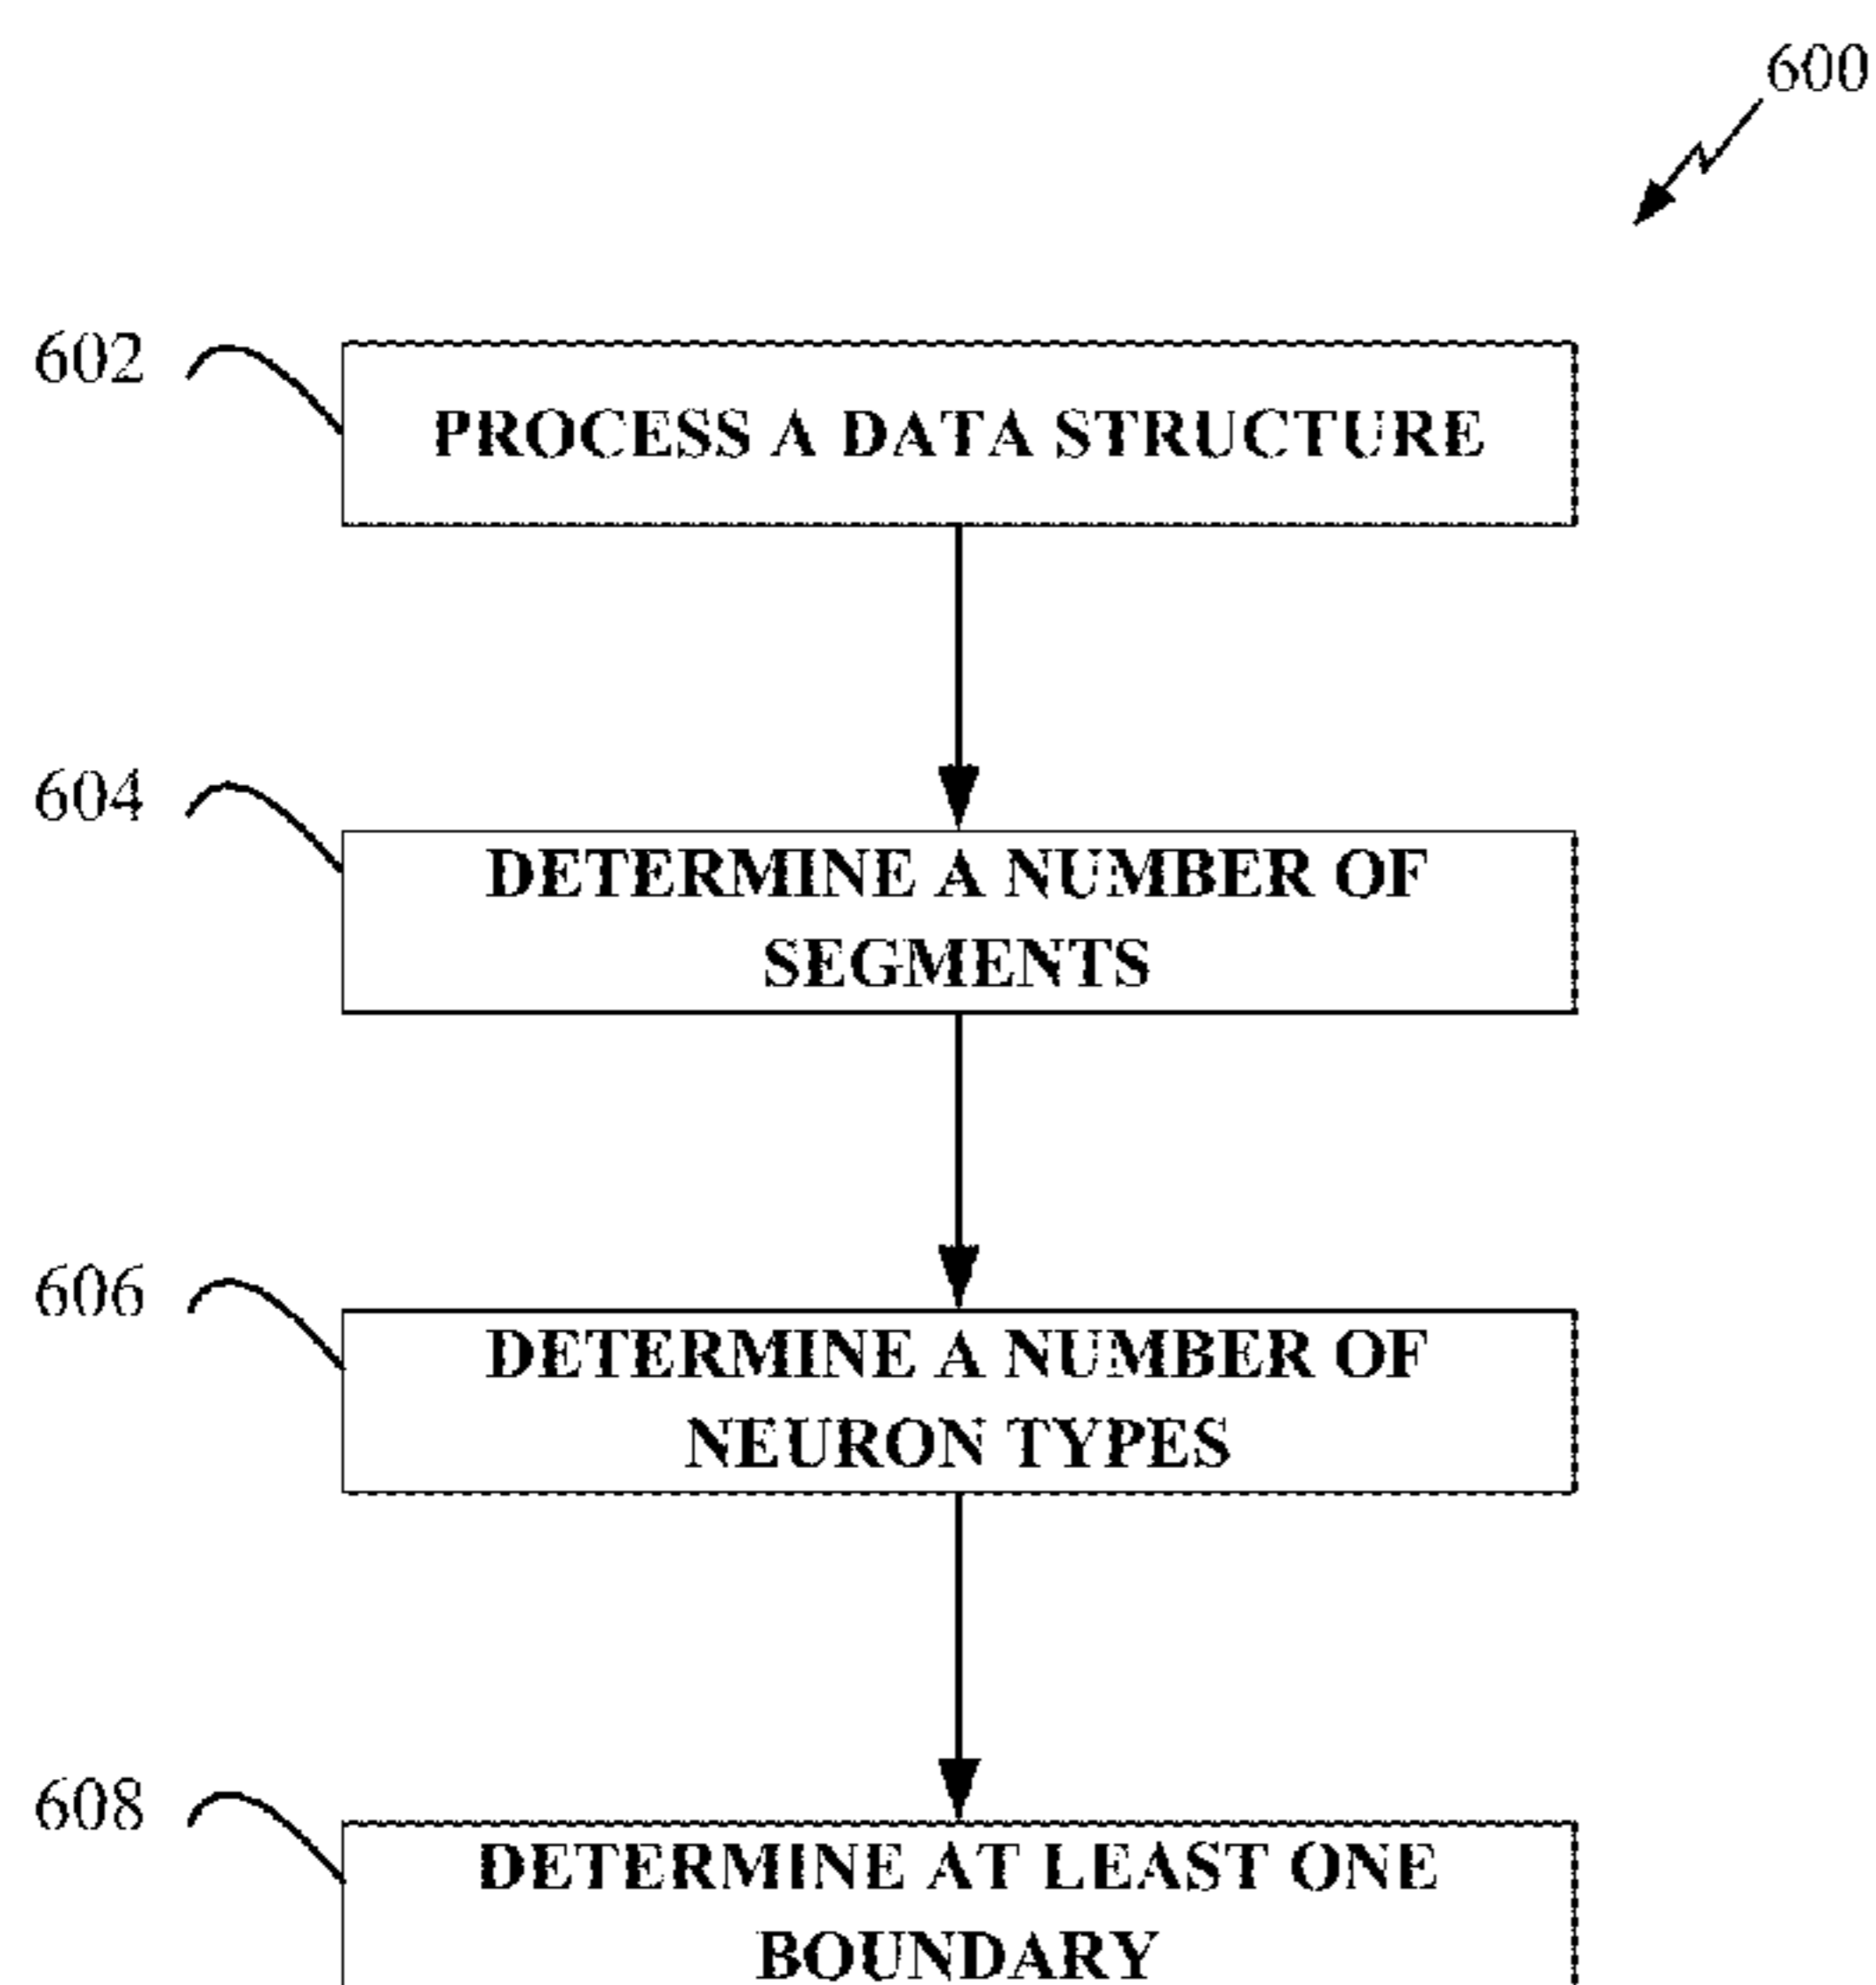 600
602
PROCESS A DATA STRUCTURE
604
DETERMINE A NUMBER OF
SEGMENTS
606
DETERMINE A NUMBER OF
NEURON TYPES
608
DETERMINE AT LEAST ONE
BOUNDARY